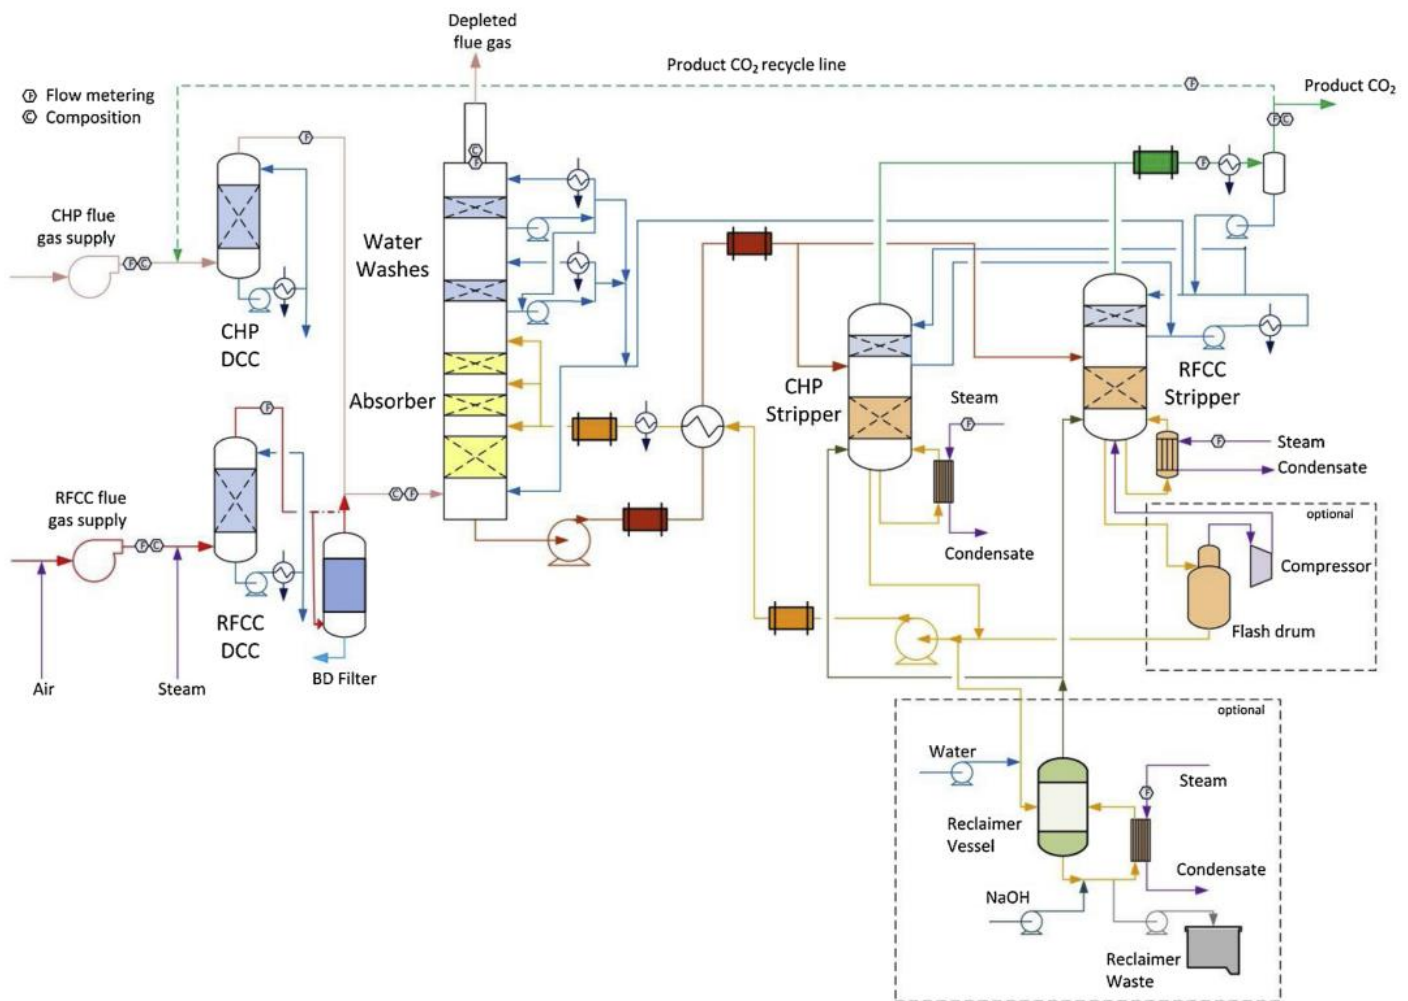 Depleted
flue gas
Product CO₂ recycle line
Product CO₂
F Flow metering
C Composition
F
F C
F
CHP flue
gas supply
F C
C
F
F
Water
Washes
CHP
DCC
CHP
Stripper
RFCC
Stripper
Absorber
Steam
F
F
Steam
Condensate
RFCC flue
gas supply
F
C F
F C
optional
Condensate
Compressor
Flash drum
RFCC
DCC
BD Filter
Air
Steam
optional
Water
Steam
F
Reclaimer
Vessel
Condensate
NaOH
Reclaimer
Waste